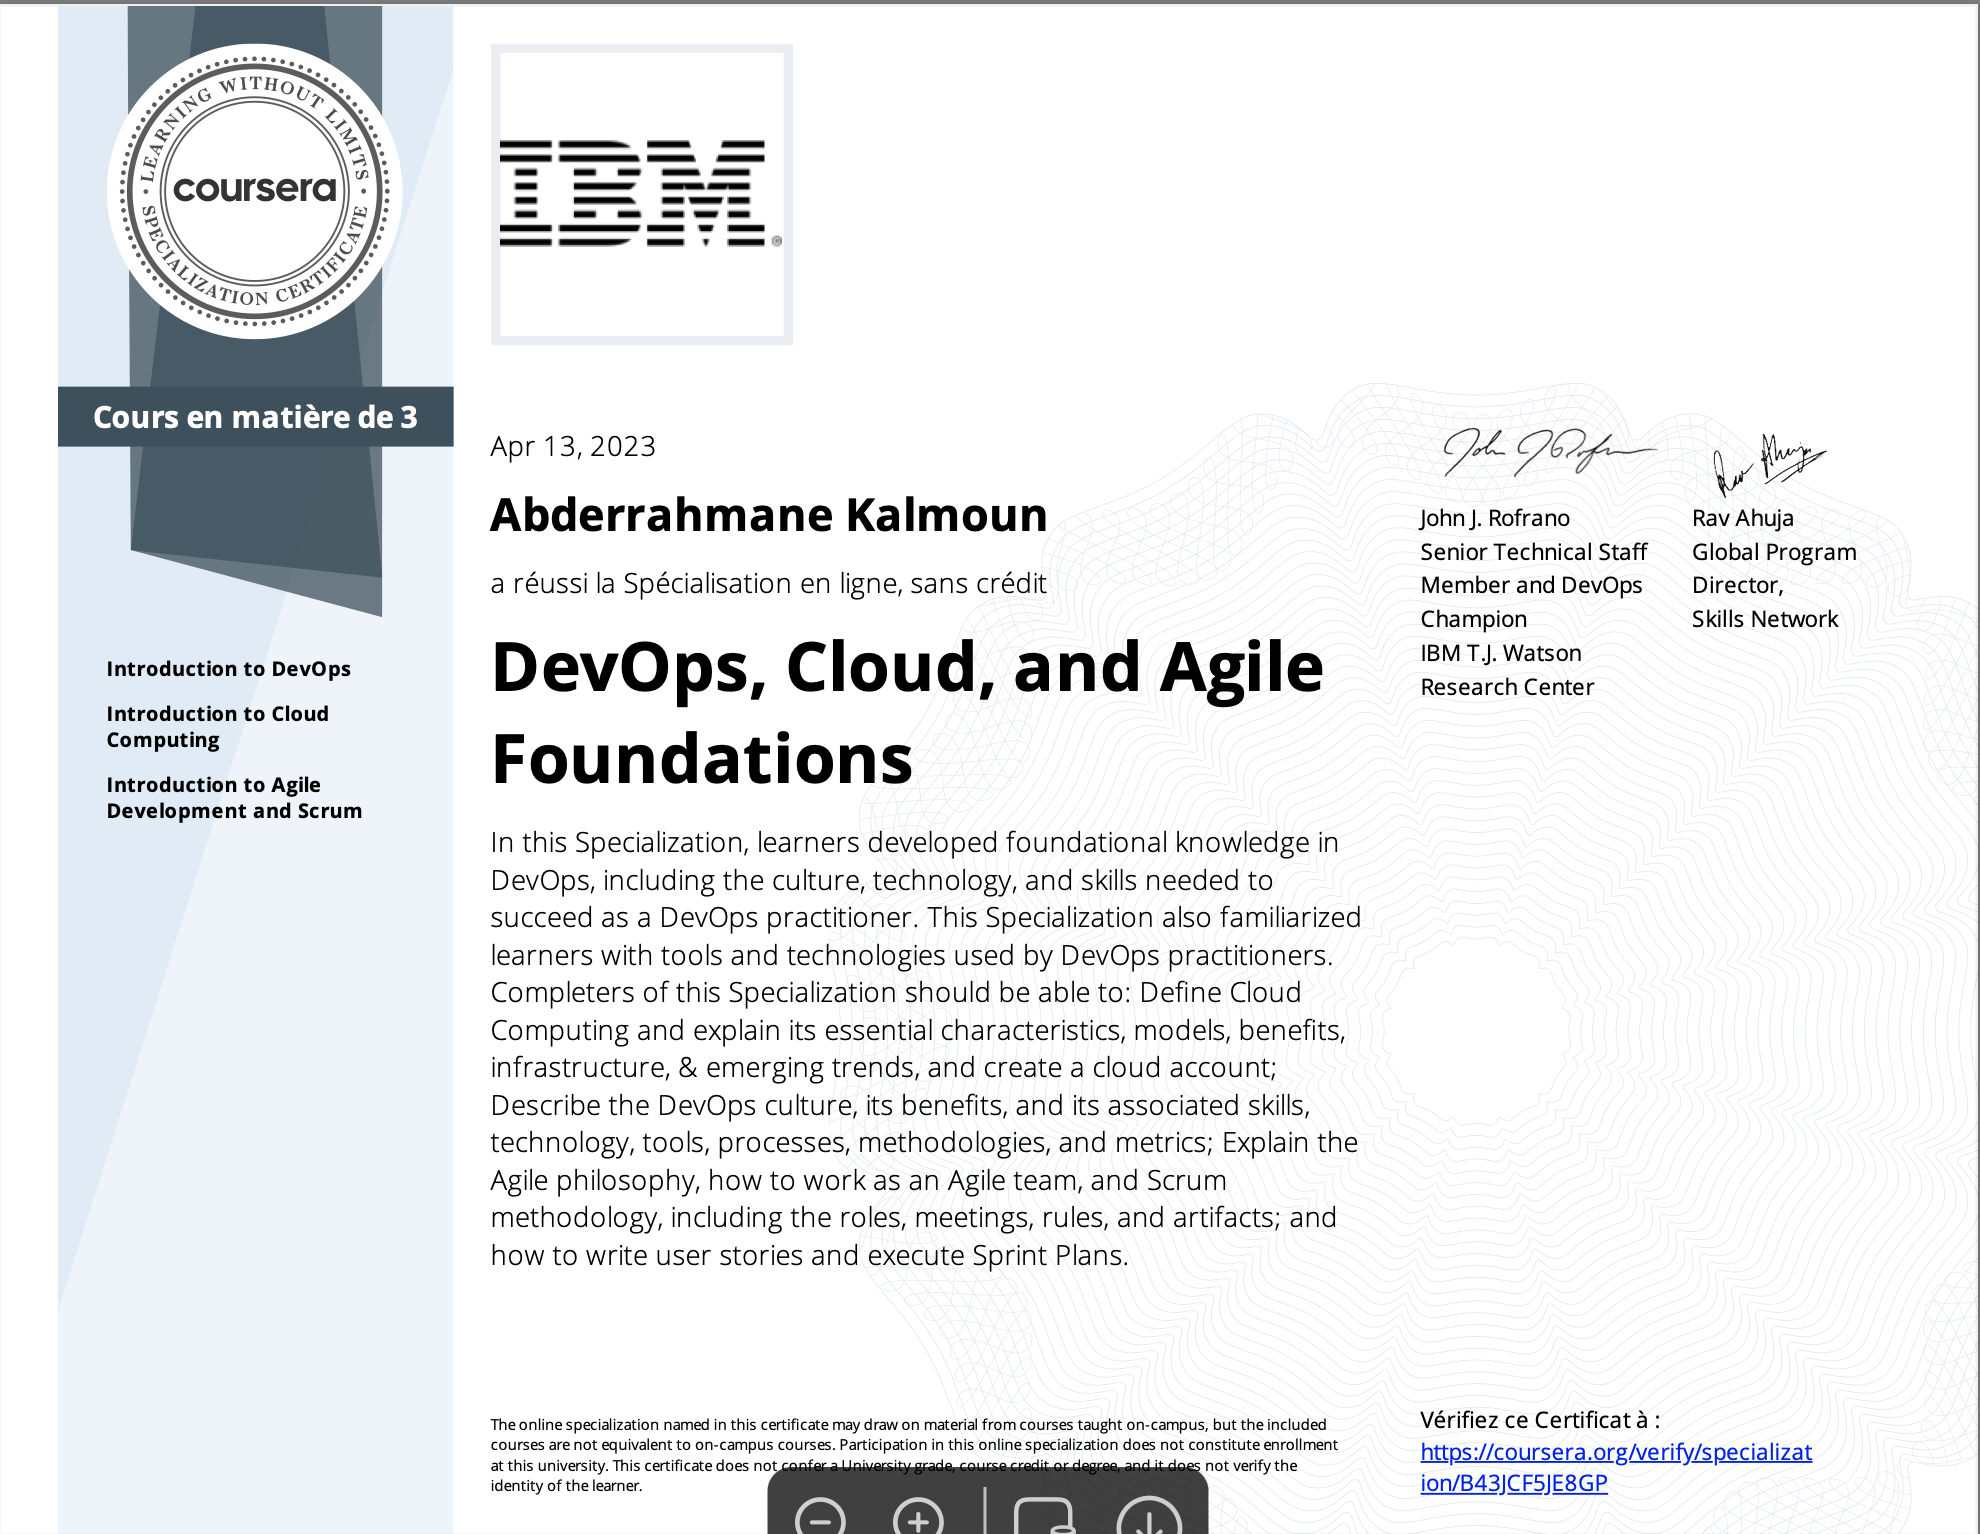 LEARNING WITHOUT LIMITS
coursera
SPECIALIZATION CERTIFICATE
IBM
®
Cours en matière de 3
Introduction to DevOps
Introduction to Cloud
Computing
Introduction to Agile
Development and Scrum
Apr 13, 2023
Abderrahmane Kalmoun
a réussi la Spécialisation en ligne, sans crédit
DevOps, Cloud, and Agile
Foundations
In this Specialization, learners developed foundational knowledge in
DevOps, including the culture, technology, and skills needed to
succeed as a DevOps practitioner. This Specialization also familiarized
learners with tools and technologies used by DevOps practitioners.
Completers of this Specialization should be able to: Define Cloud
Computing and explain its essential characteristics, models, benefits,
infrastructure, & emerging trends, and create a cloud account;
Describe the DevOps culture, its benefits, and its associated skills,
technology, tools, processes, methodologies, and metrics; Explain the
Agile philosophy, how to work as an Agile team, and Scrum
methodology, including the roles, meetings, rules, and artifacts; and
how to write user stories and execute Sprint Plans.
The online specialization named in this certificate may draw on material from courses taught on-campus, but the included
courses are not equivalent to on-campus courses. Participation in this online specialization does not constitute enrollment
at this university. This certificate does not confer a University grade, course credit or degree, and it does not verify the
identity of the learner.
John J Rofrano
Rav Ahuja
John J. Rofrano
Senior Technical Staff
Member and DevOps
Champion
IBM T.J. Watson
Research Center
Rav Ahuja
Global Program
Director,
Skills Network
Vérifiez ce Certificat à :
https://coursera.org/verify/specializat
ion/B43JCF5JE8GP